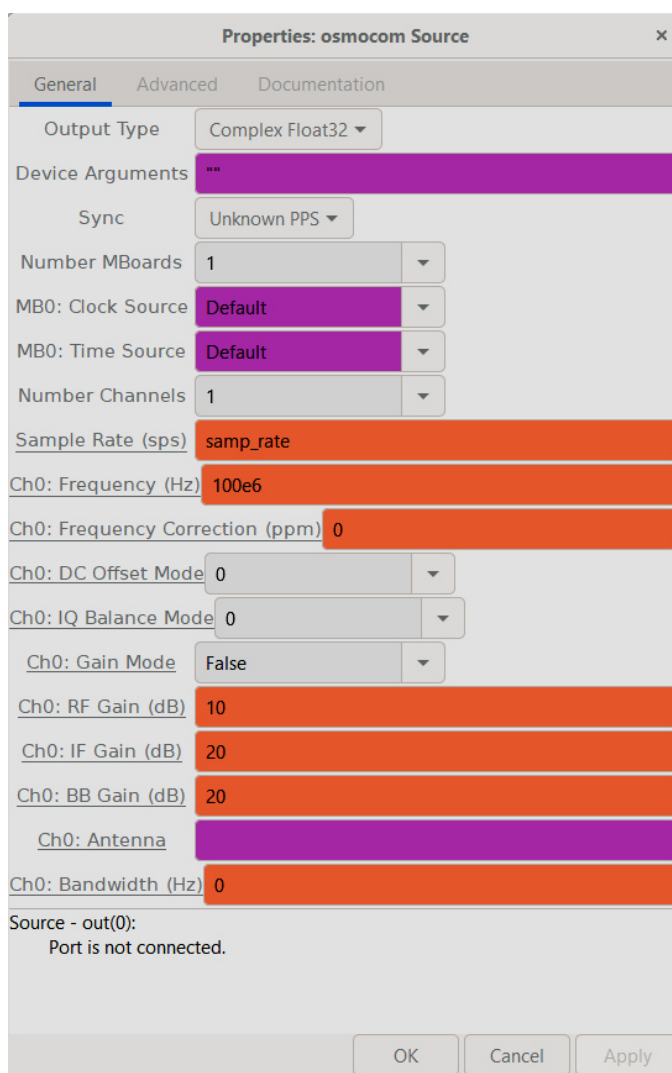 Properties: osmocom Source ×
General Advanced Documentation
Output Type Complex Float32
Device Arguments ""
Sync Unknown PPS
Number MBoards 1
MB0: Clock Source Default
MB0: Time Source Default
Number Channels 1
Sample Rate (sps) samp_rate
Ch0: Frequency (Hz) 100e6
Ch0: Frequency Correction (ppm) 0
Ch0: DC Offset Mode 0
Ch0: IQ Balance Mode 0
Ch0: Gain Mode False
Ch0: RF Gain (dB) 10
Ch0: IF Gain (dB) 20
Ch0: BB Gain (dB) 20
Ch0: Antenna
Ch0: Bandwidth (Hz) 0
Source - out(0):
Port is not connected.
OK Cancel Apply